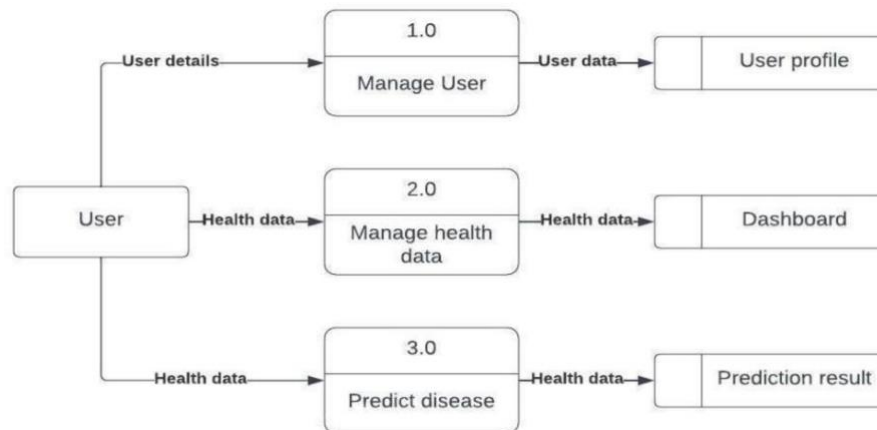 1.0
User details
Manage User
User data
User profile
User
Health data
2.0
Manage health
data
Health data
Dashboard
Health data
3.0
Predict disease
Health data
Prediction result